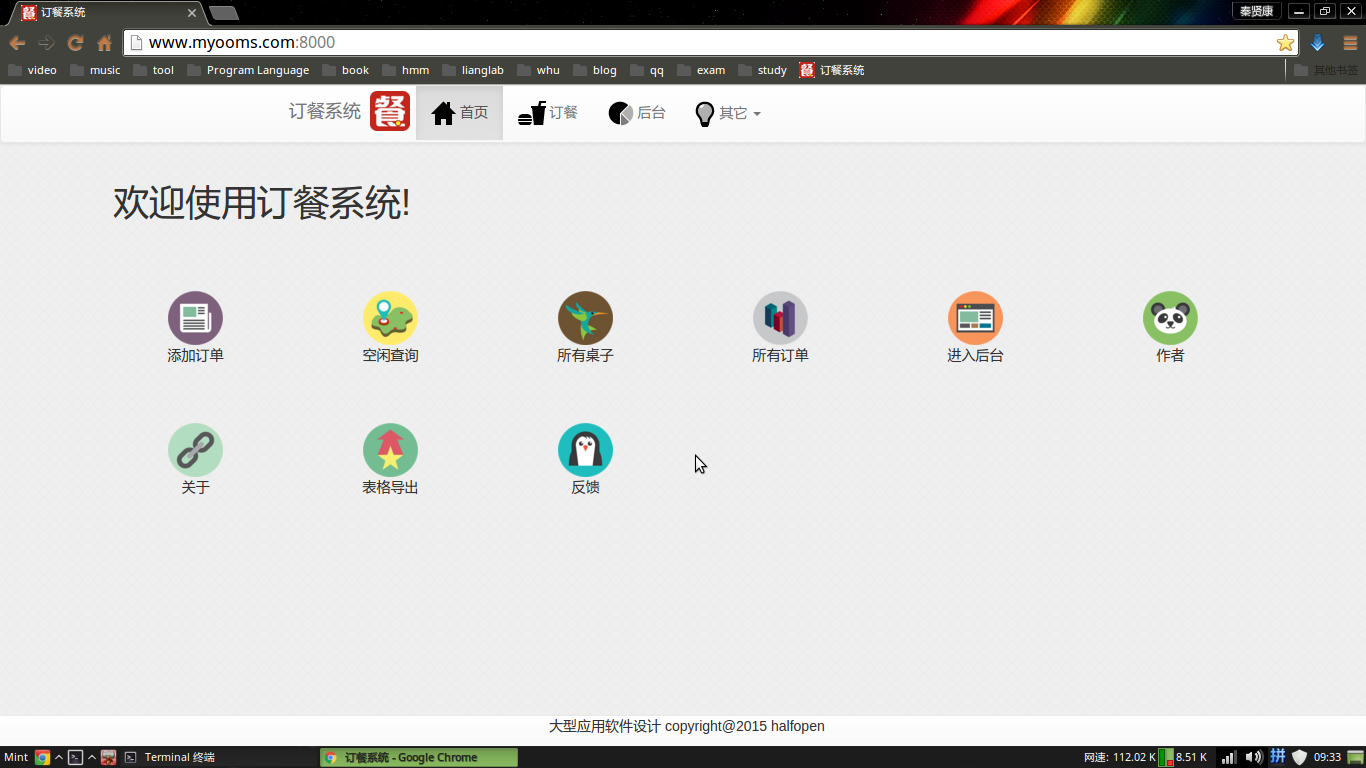 订餐系统
秦贤康
www.myooms.com:8000
video music tool Program Language book hmm lianglab whu blog qq exam study 订餐系统 其他书签
订餐系统 餐 首页 订餐 后台 其它
欢迎使用订餐系统!
添加订单 空闲查询 所有桌子 所有订单 进入后台 作者
关于 表格导出 反馈
大型应用软件设计 copyright@2015 halfopen
Mint Terminal 终端 订餐系统 - Google Chrome 网速: 112.02 K 8.51 K 拼 09:33